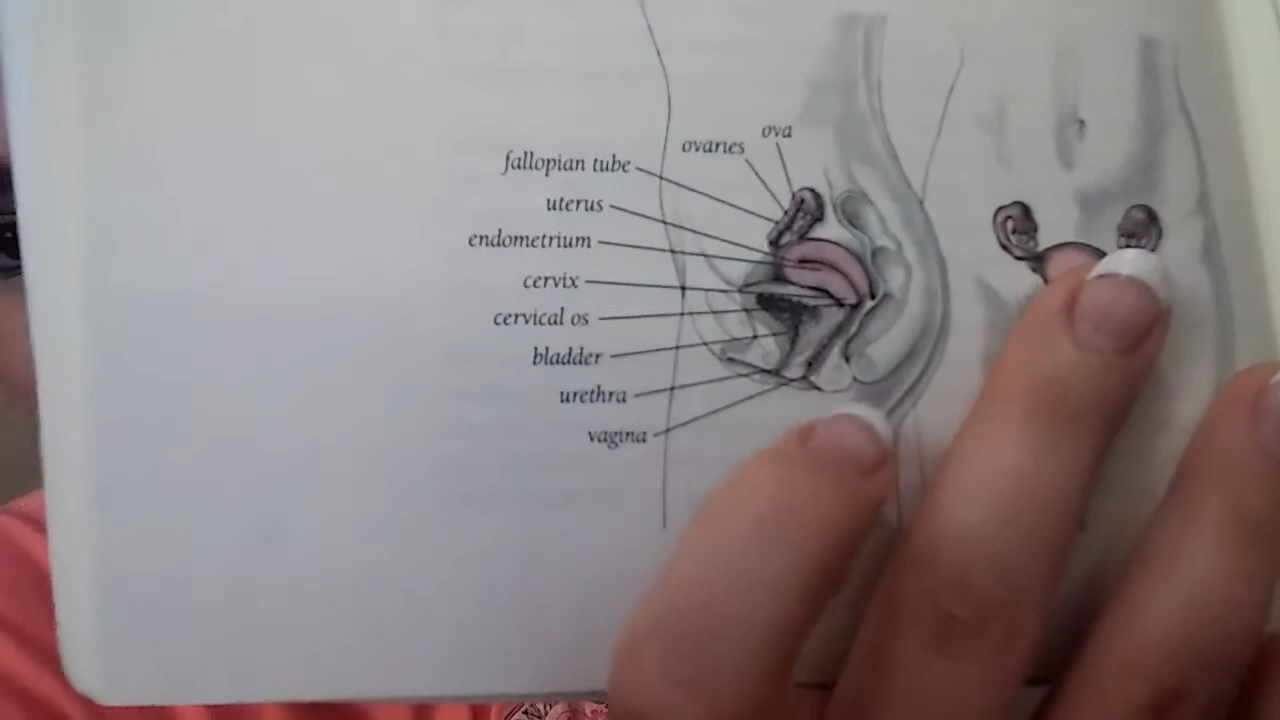 ova
ovaries
fallopian tube
uterus
endometrium
cervix
cervical os
bladder
urethra
vagina